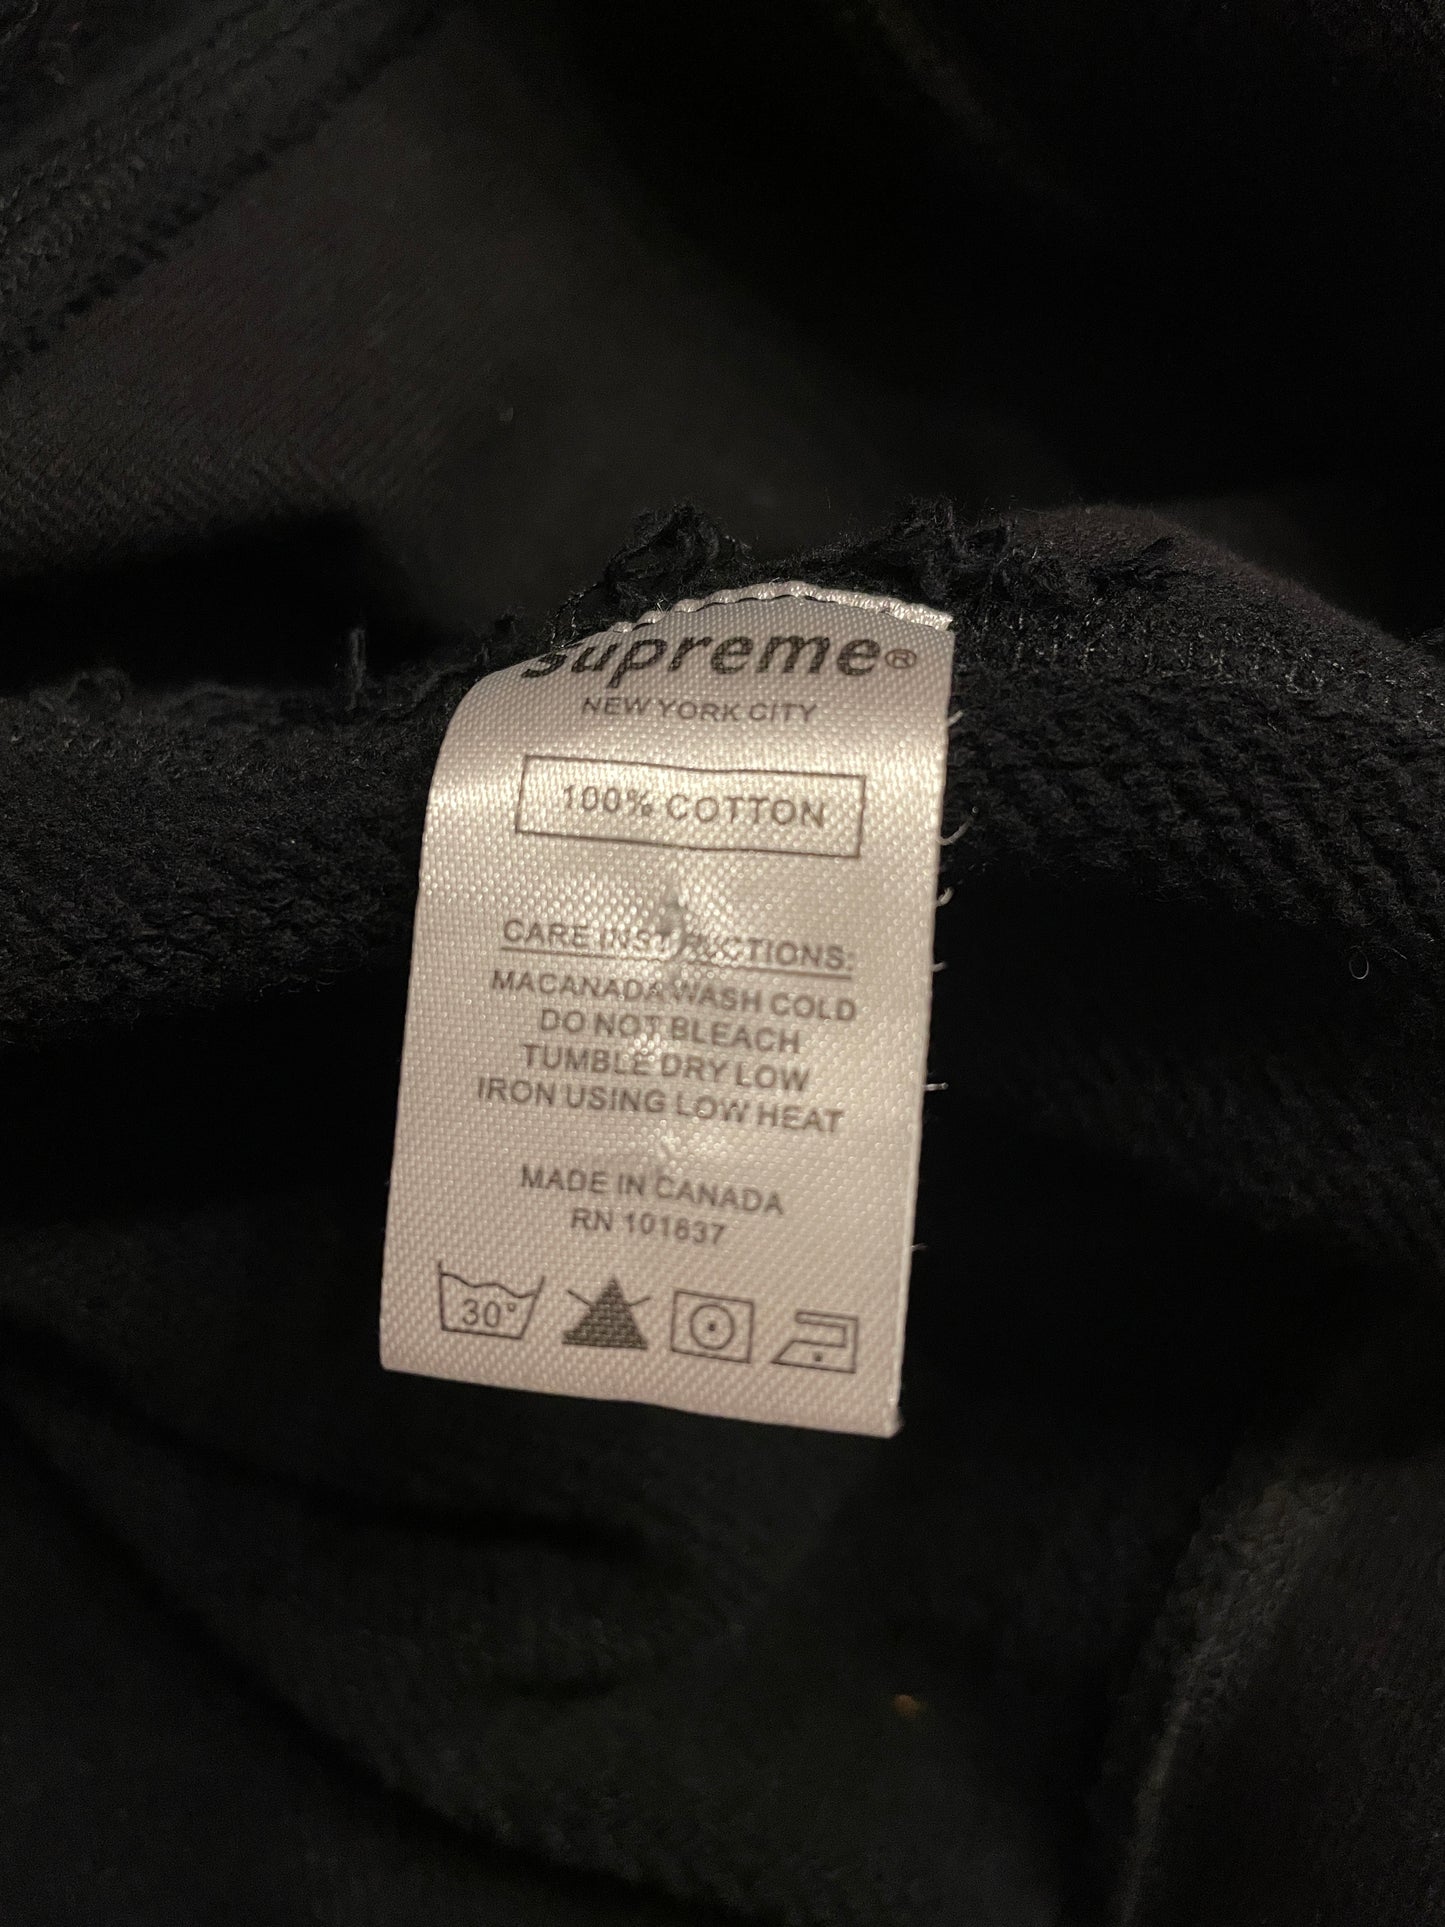 Supreme®
NEW YORK CITY
100% COTTON
CARE INSTRUCTIONS:
MACANADA WASH COLD
DO NOT BLEACH
TUMBLE DRY LOW
IRON USING LOW HEAT
MADE IN CANADA
RN 101837
30°